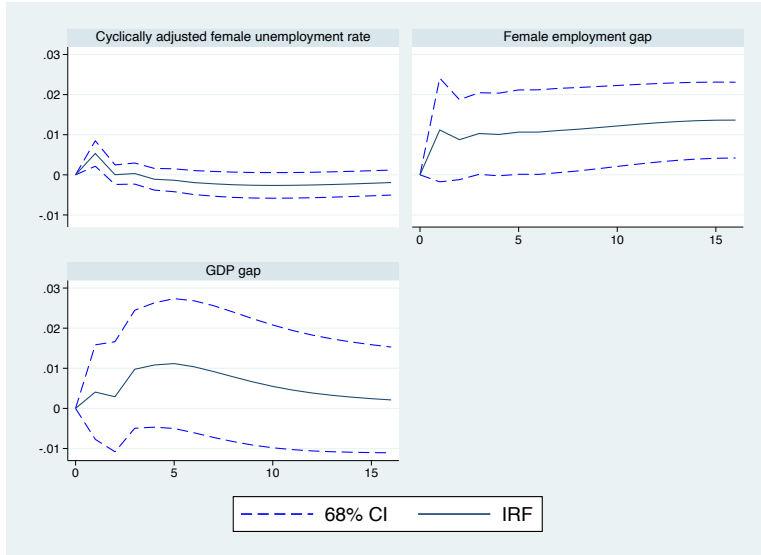 Cyclically adjusted female unemployment rate
Female employment gap
.03
.02
.01
0
-.01
0 5 10 15
GDP gap
.03
.02
.01
0
-.01
0 5 10 15
68% CI IRF